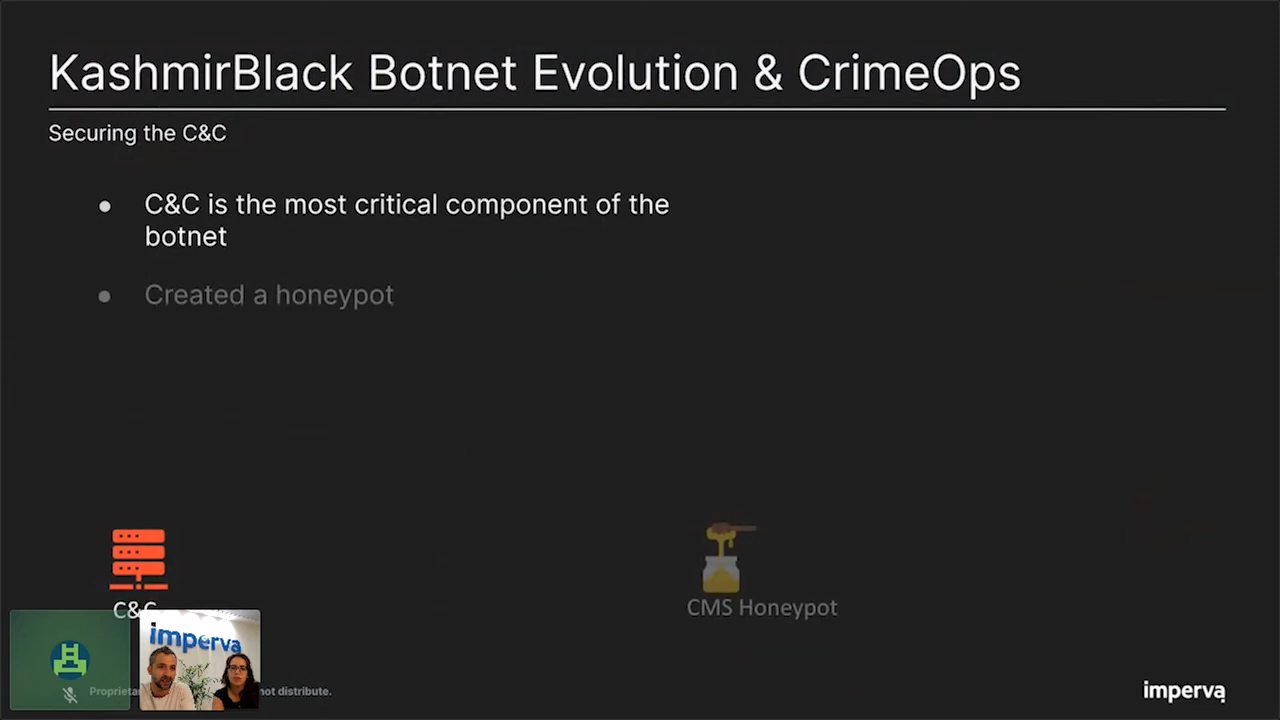 KashmirBlack Botnet Evolution & CrimeOps
Securing the C&C
C&C is the most critical component of the
botnet
Created a honeypot
C&C
CMS Honeypot
imperva
not distribute.
imperva